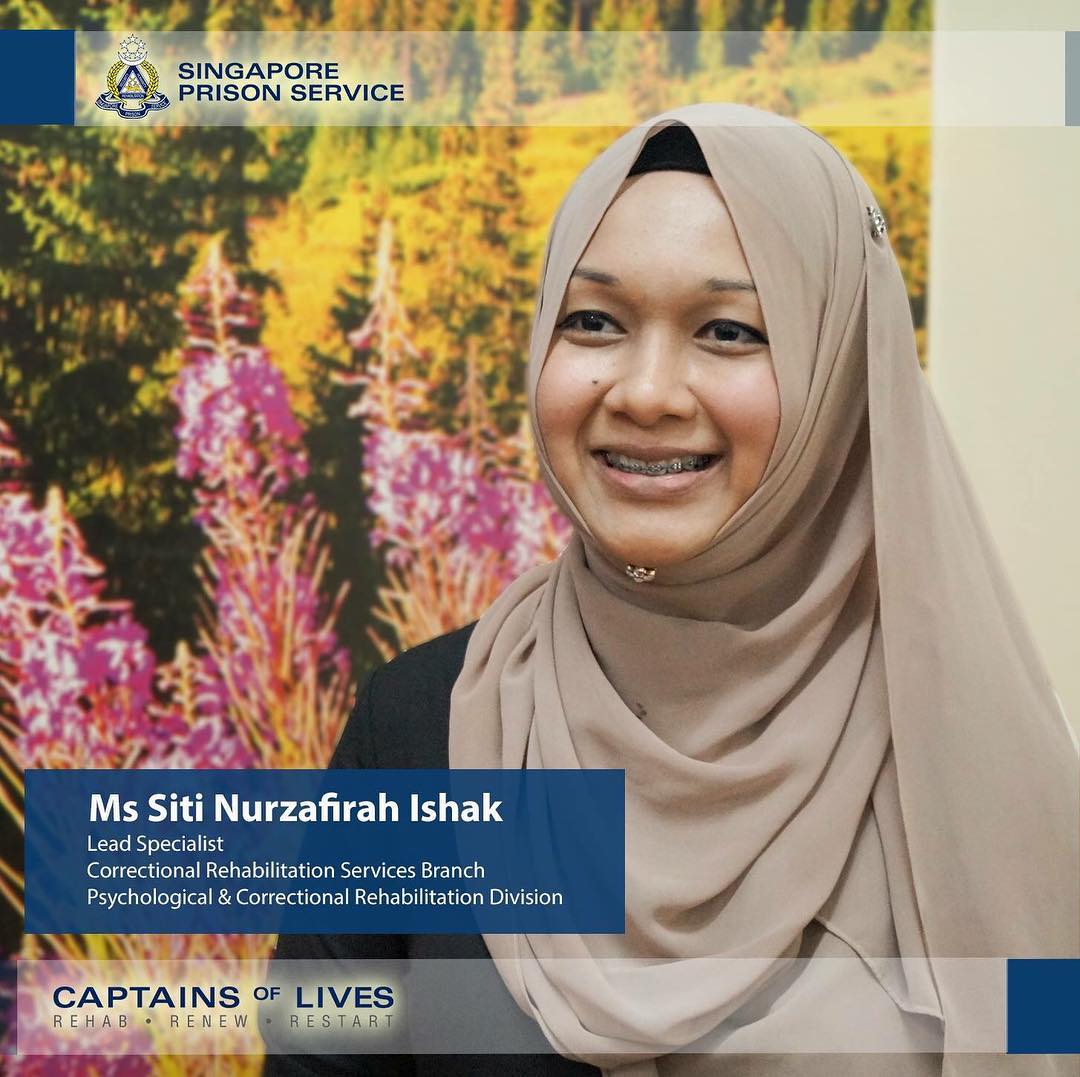 SINGAPORE
PRISON SERVICE
Ms Siti Nurzafirah Ishak
Lead Specialist
Correctional Rehabilitation Services Branch
Psychological & Correctional Rehabilitation Division
CAPTAINS OF LIVES
REHAB • RENEW • RESTART